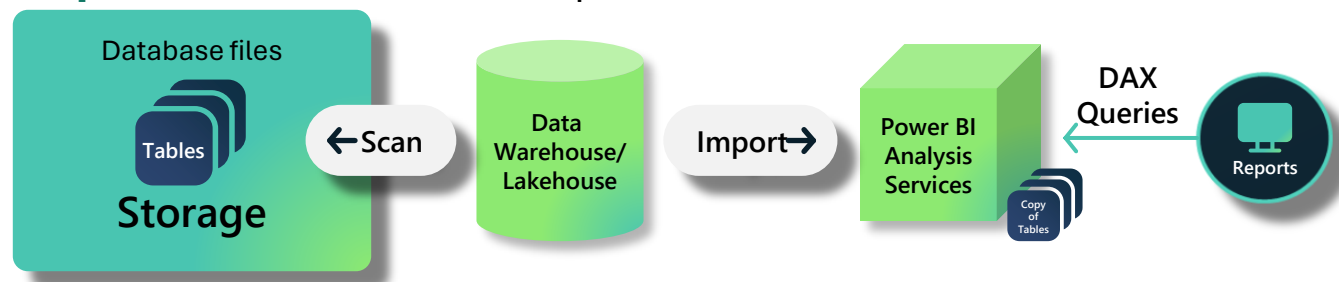 Database files
Tables
Storage
Scan
Data
Warehouse/
Lakehouse
Import
Power BI
Analysis
Services
Copy
of
Tables
DAX
Queries
Reports